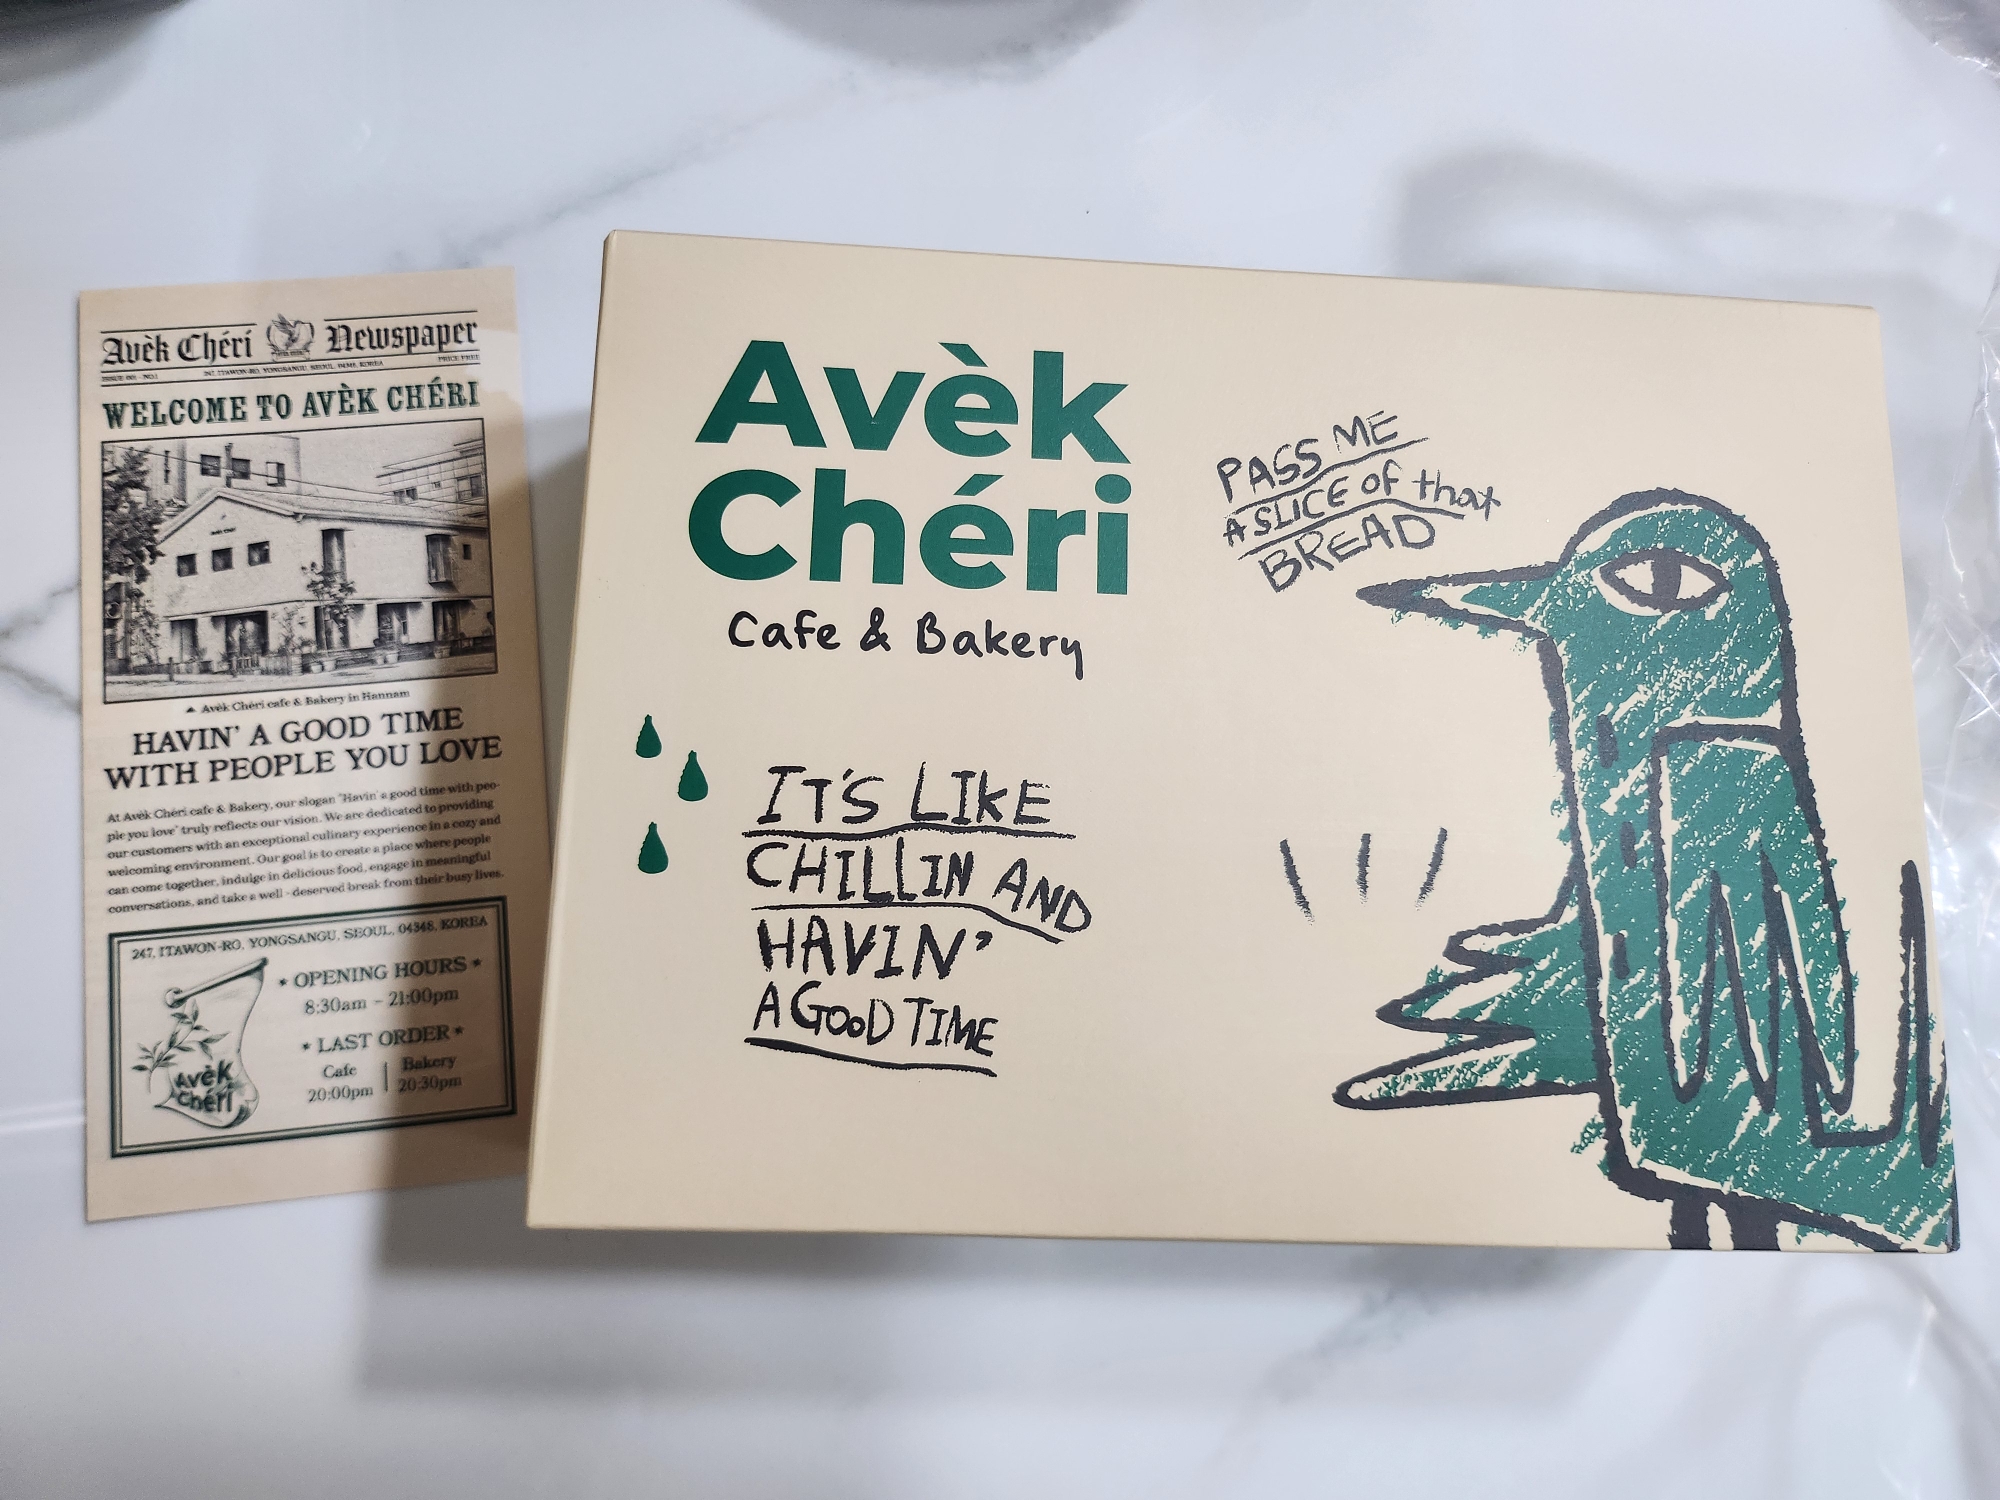 Avèk Chéri Newspaper
ISSUE 001 - NO.1 247, ITAWON-RO, YONGSANGU, SEOUL, 04348, KOREA PRICE FREE
WELCOME TO AVÈK CHÉRI
▲ Avèk Chéri cafe & Bakery in Hannam
HAVIN' A GOOD TIME
WITH PEOPLE YOU LOVE
At Avèk Chéri cafe & Bakery, our slogan "Havin' a good time with peo-
ple you love" truly reflects our vision. We are dedicated to providing
our customers with an exceptional culinary experience in a cozy and
welcoming environment. Our goal is to create a place where people
can come together, indulge in delicious food, engage in meaningful
conversations, and take a well - deserved break from their busy lives.
247, ITAWON-RO, YONGSANGU, SEOUL, 04348, KOREA
* OPENING HOURS *
8:30am - 21:00pm
* LAST ORDER *
Cafe | Bakery
20:00pm | 20:30pm
Avèk
Chéri
Avèk
Chéri
Cafe & Bakery
IT'S LIKE
CHILLIN AND
HAVIN'
A GOOD TIME
PASS ME
A SLICE OF that
BREAD